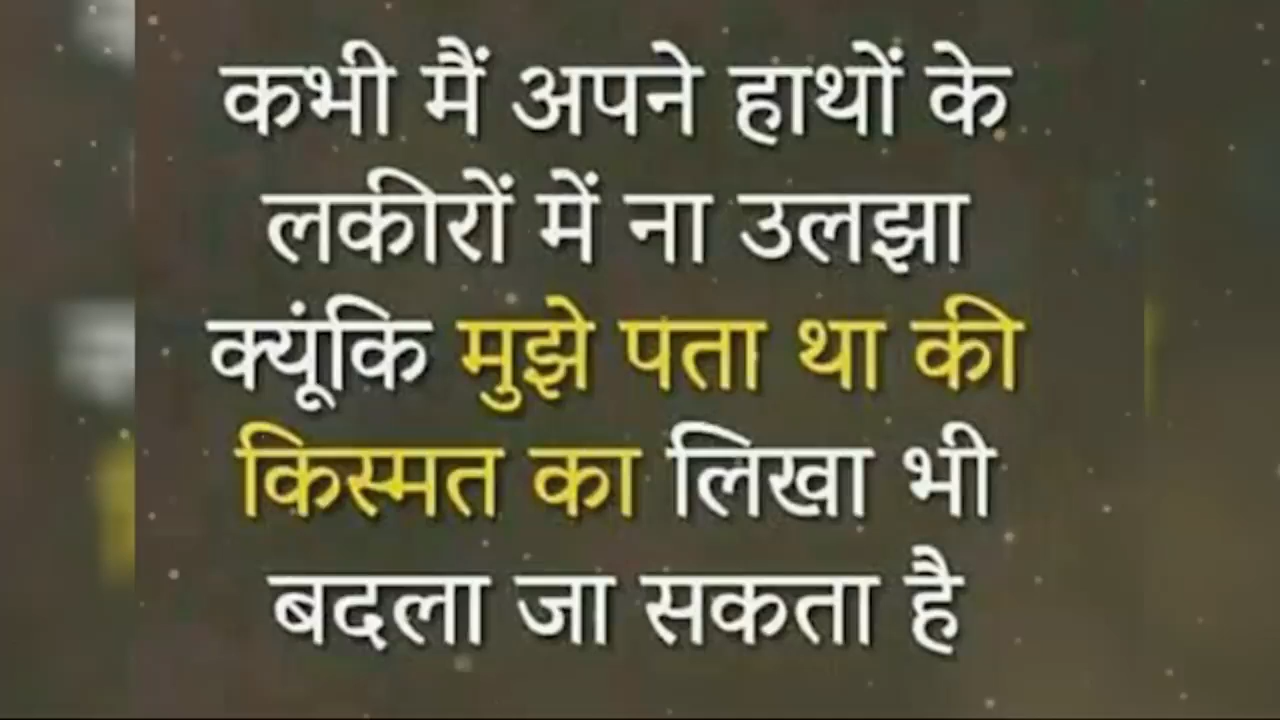 कभी मैं अपने हाथों के
लकीरों में ना उलझा
क्यूंकि मुझे पता था की
किस्मत का लिखा भी
बदला जा सकता है